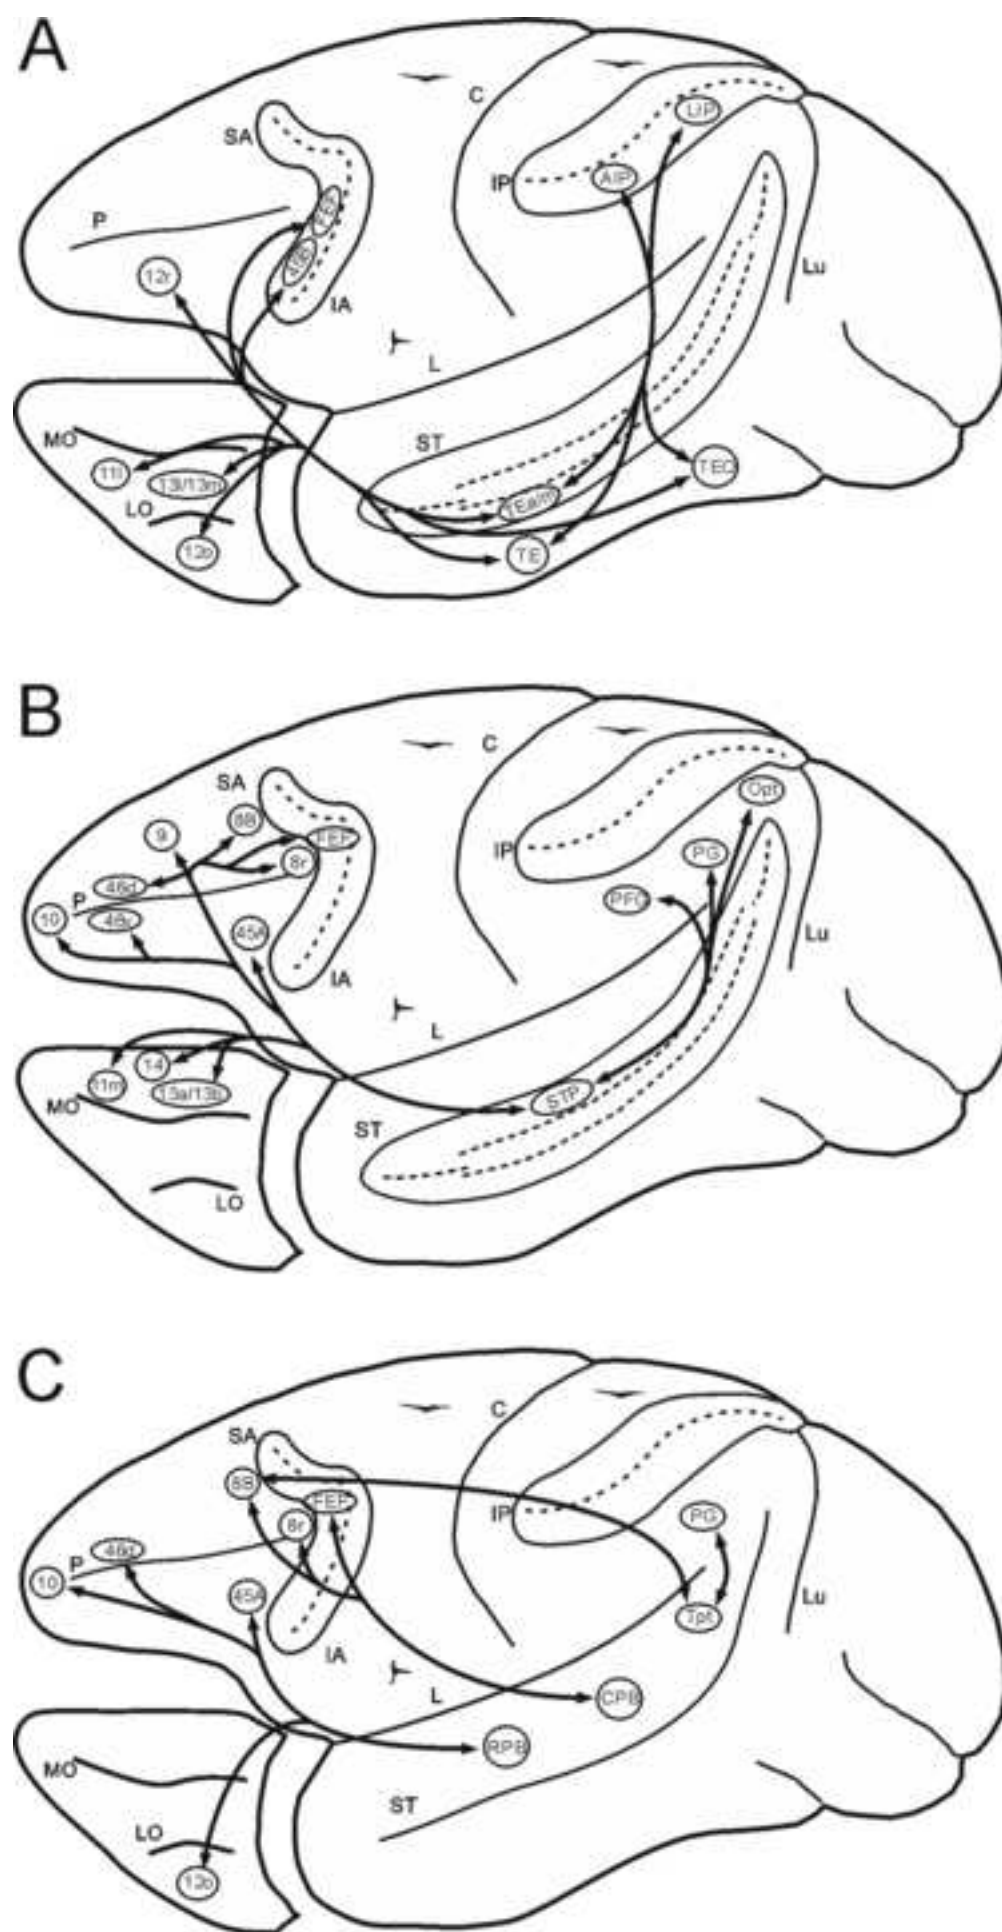 A
C
SA
LIP
IP
AIP
P
FEF
45B
12r
IA
Lu
L
MO
ST
11l
13l/13m
TEO
LO
TEa/m
12o
TE
B
C
SA
Opt
9
8B
FEF
IP
PG
8r
46d
P
PFG
10
46v
45A
Lu
IA
L
14
11m
13a/13b
STP
MO
ST
LO
C
C
SA
8B
FEF
IP
PG
8r
46d
P
10
45A
Lu
Tpt
IA
L
CPB
RPB
MO
ST
LO
12o